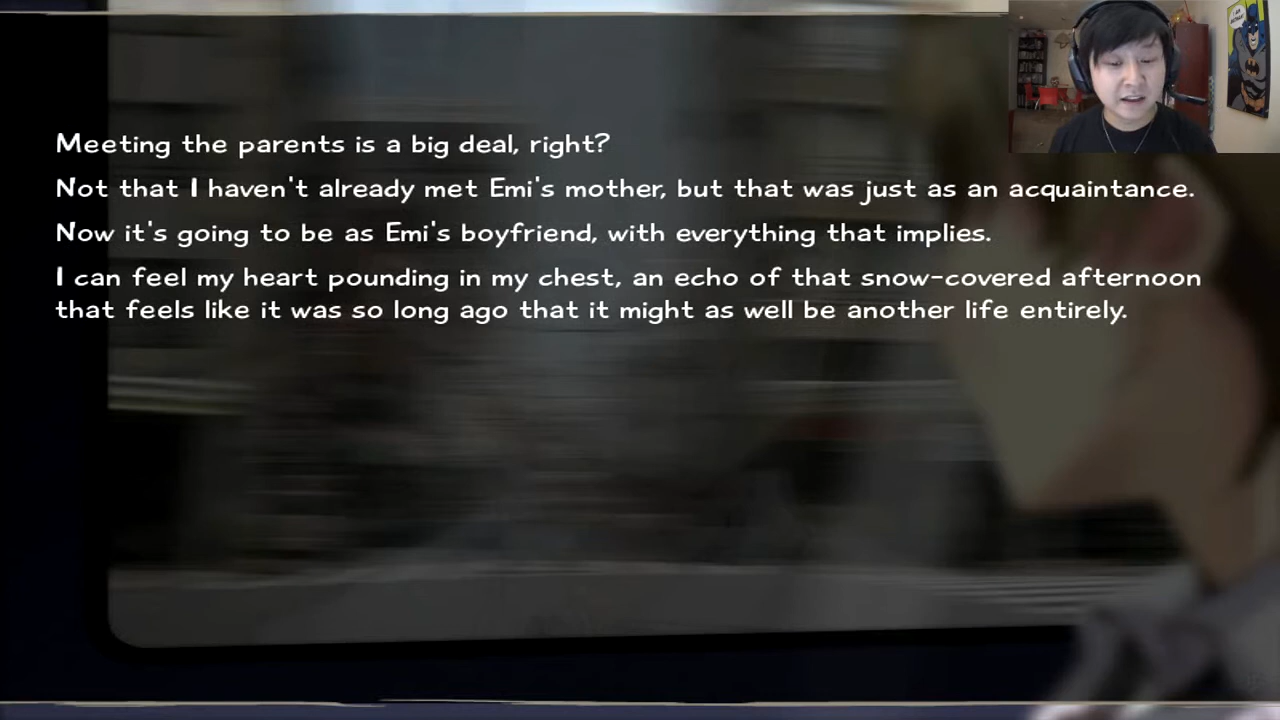 Meeting the parents is a big deal, right?
Not that I haven't already met Emi's mother, but that was just as an acquaintance.
Now it's going to be as Emi's boyfriend, with everything that implies.
I can feel my heart pounding in my chest, an echo of that snow-covered afternoon
that feels like it was so long ago that it might as well be another life entirely.